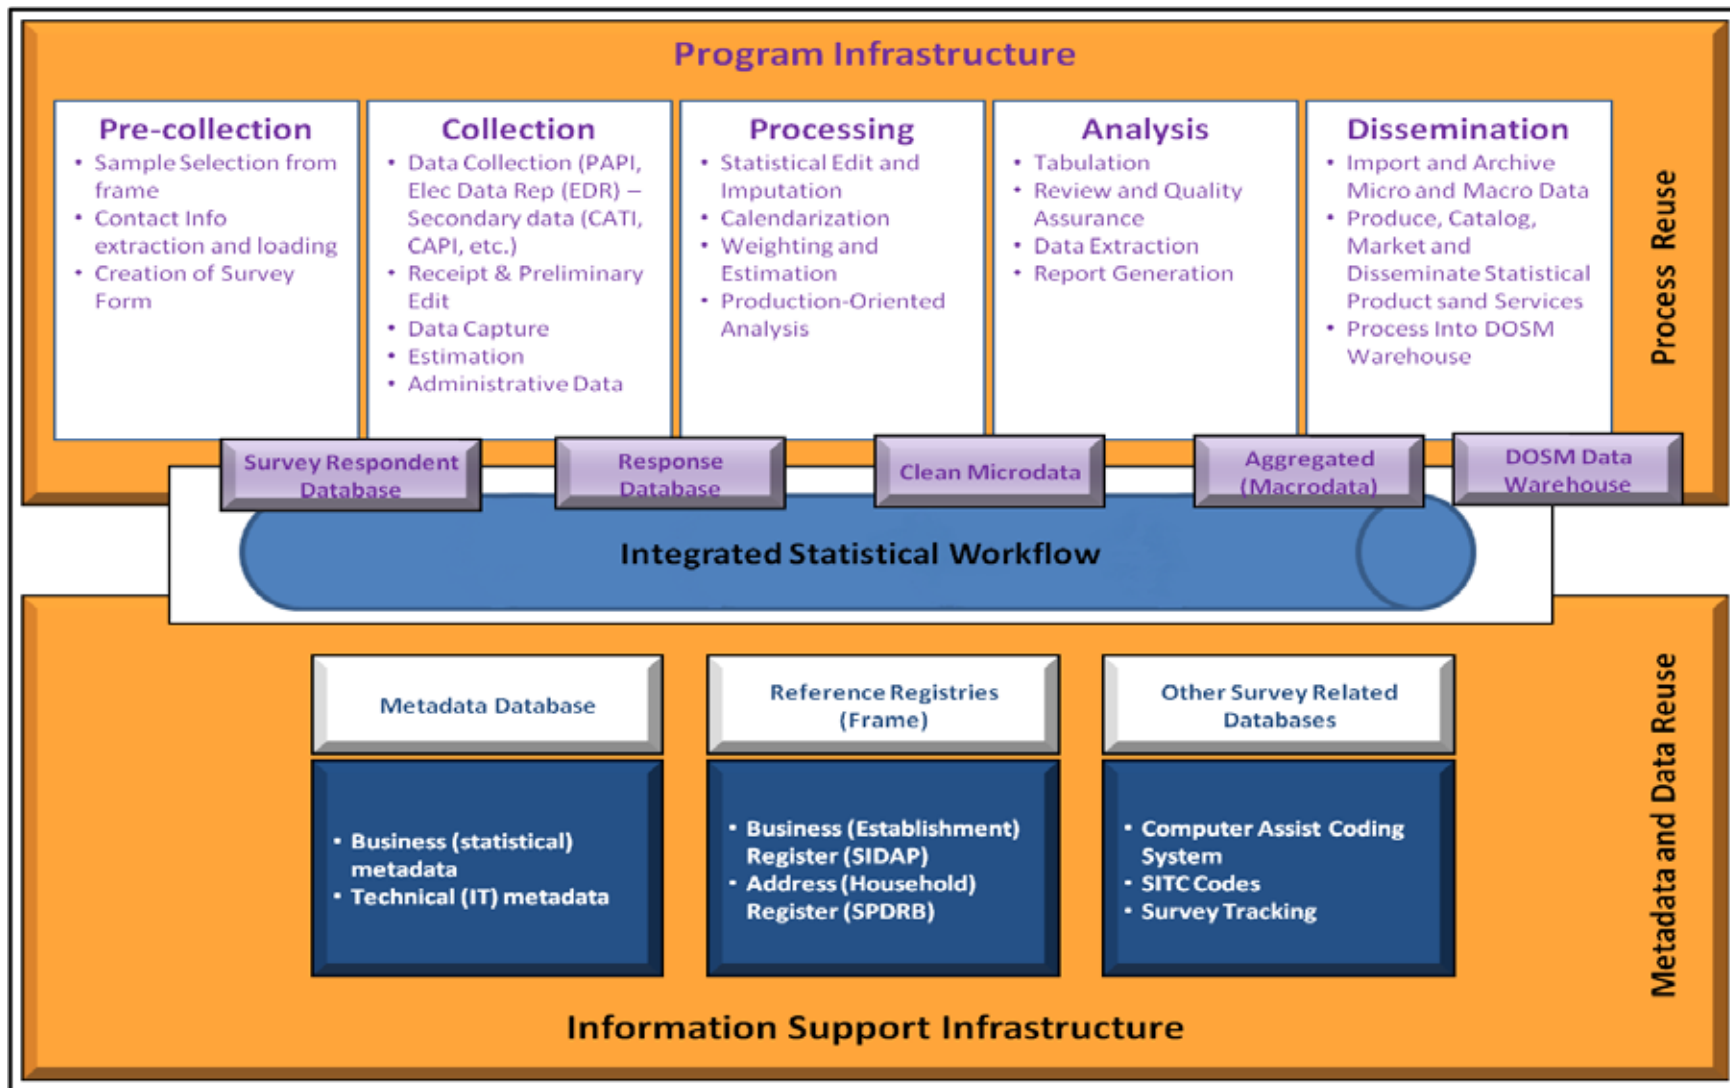 Program Infrastructure
Pre-collection
• Sample Selection from
frame
• Contact Info
extraction and loading
• Creation of Survey
Form
Collection
• Data Collection (PAPI,
Elec Data Rep (EDR) –
Secondary data (CATI,
CAPI, etc.)
• Receipt & Preliminary
Edit
• Data Capture
• Estimation
• Administrative Data
Processing
• Statistical Edit and
Imputation
• Calendarization
• Weighting and
Estimation
• Production-Oriented
Analysis
Analysis
• Tabulation
• Review and Quality
Assurance
• Data Extraction
• Report Generation
Dissemination
• Import and Archive
Micro and Macro Data
• Produce, Catalog,
Market and
Disseminate Statistical
Product sand Services
• Process Into DOSM
Warehouse
Process Reuse
Survey Respondent
Database
Response
Database
Clean Microdata
Aggregated
(Macrodata)
DOSM Data
Warehouse
Integrated Statistical Workflow
Metadata Database
• Business (statistical)
metadata
• Technical (IT) metadata
Reference Registries
(Frame)
• Business (Establishment)
Register (SIDAP)
• Address (Household)
Register (SPDRB)
Other Survey Related
Databases
• Computer Assist Coding
System
• SITC Codes
• Survey Tracking
Metadata and Data Reuse
Information Support Infrastructure